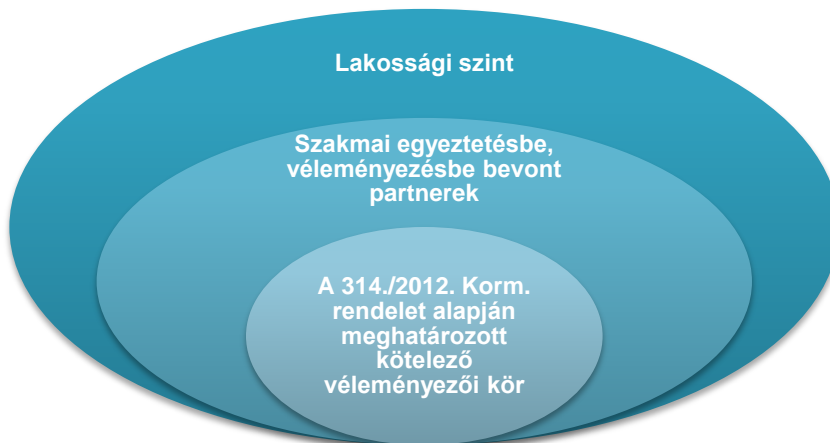 Lakossági szint
Szakmai egyeztetésbe,
véleményezésbe bevont
partnerek
A 314./2012. Korm.
rendelet alapján
meghatározott
kötelező
véleményezői kör